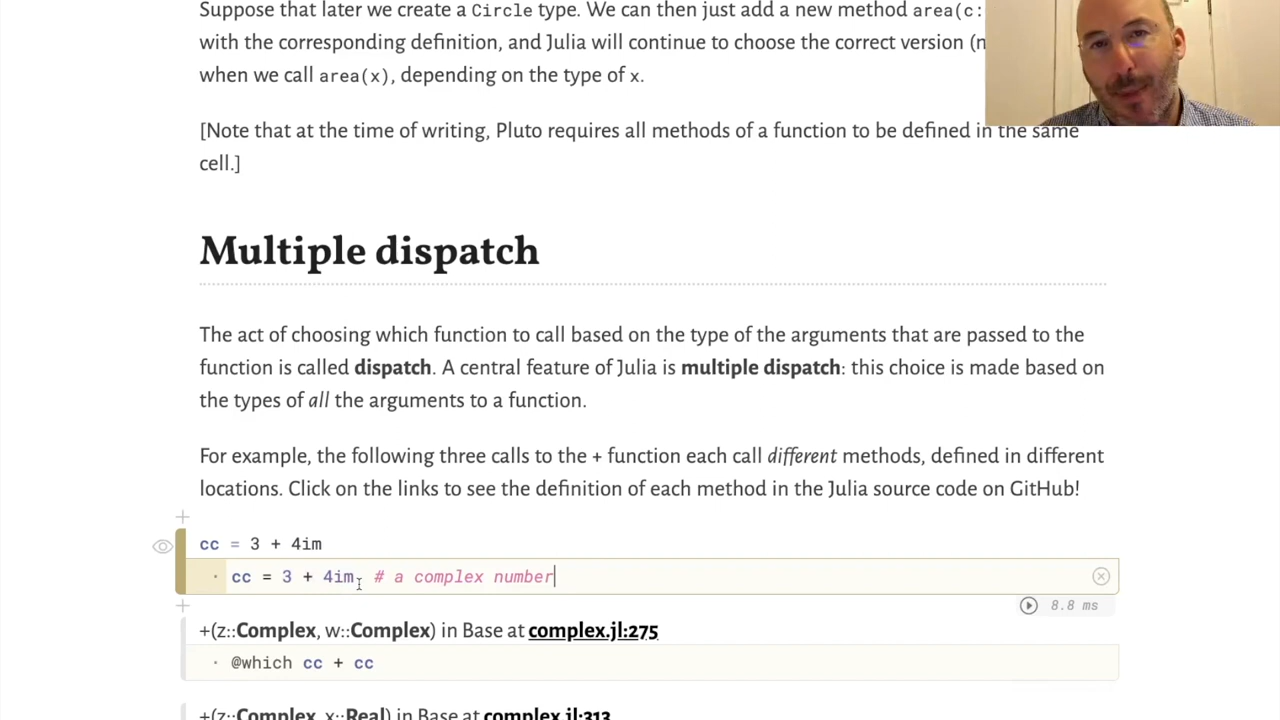 Suppose that later we create a Circle type. We can then just add a new method area(c:
with the corresponding definition, and Julia will continue to choose the correct version (
when we call area(x), depending on the type of x.
[Note that at the time of writing, Pluto requires all methods of a function to be defined in the same
cell.]
Multiple dispatch
The act of choosing which function to call based on the type of the arguments that are passed to the
function is called dispatch. A central feature of Julia is multiple dispatch: this choice is made based on
the types of all the arguments to a function.
For example, the following three calls to the + function each call different methods, defined in different
locations. Click on the links to see the definition of each method in the Julia source code on GitHub!
cc = 3 + 4im
cc = 3 + 4im # a complex number
8.8 ms
+(z::Complex, w::Complex) in Base at complex.jl:275
@which cc + cc
+(z::Complex, x::Real) in Base at complex.jl:313